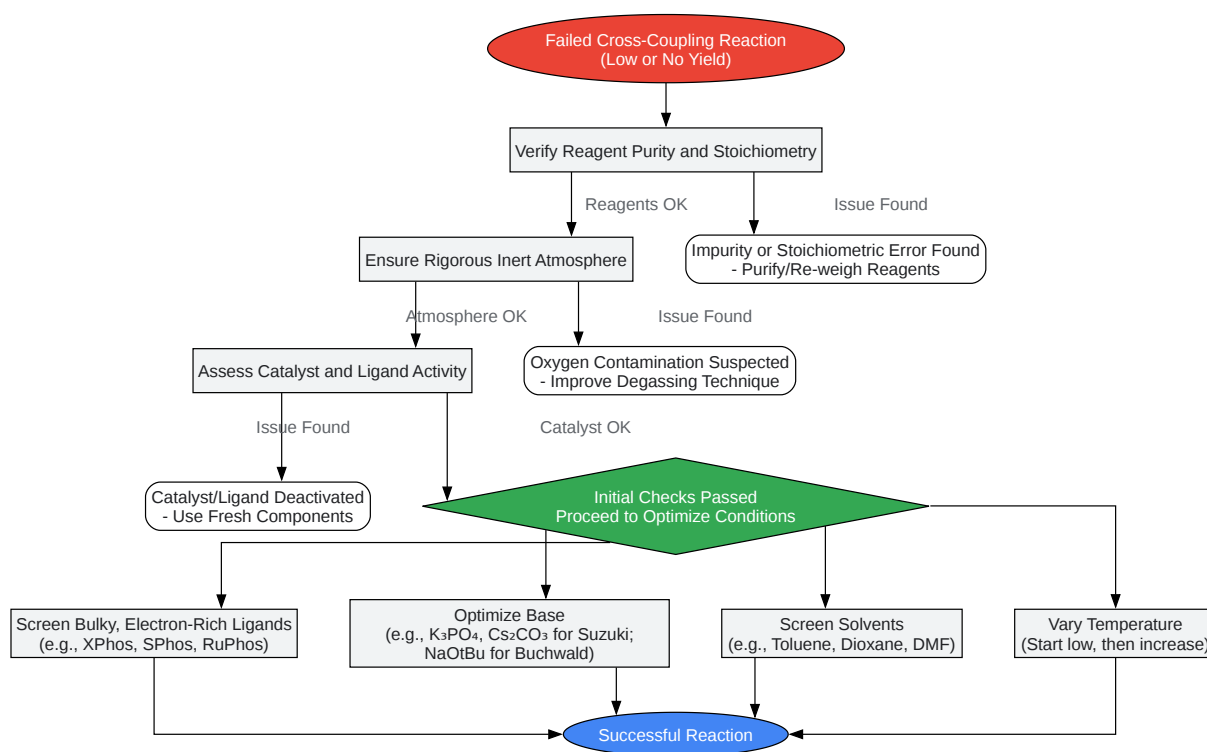 Failed Cross-Coupling Reaction
(Low or No Yield)
Verify Reagent Purity and Stoichiometry
Reagents OK
Issue Found
Ensure Rigorous Inert Atmosphere
Impurity or Stoichiometric Error Found
- Purify/Re-weigh Reagents
Atmosphere OK
Issue Found
Assess Catalyst and Ligand Activity
Oxygen Contamination Suspected
- Improve Degassing Technique
Issue Found
Catalyst OK
Catalyst/Ligand Deactivated
- Use Fresh Components
Initial Checks Passed
Proceed to Optimize Conditions
Screen Bulky, Electron-Rich Ligands
(e.g., XPhos, SPhos, RuPhos)
Optimize Base
(e.g., K₃PO₄, Cs₂CO₃ for Suzuki;
NaOtBu for Buchwald)
Screen Solvents
(e.g., Toluene, Dioxane, DMF)
Vary Temperature
(Start low, then increase)
Successful Reaction